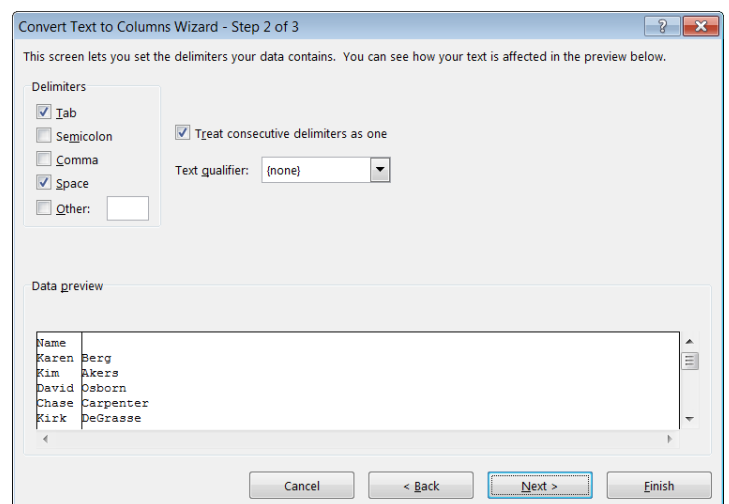 Convert Text to Columns Wizard - Step 2 of 3
This screen lets you set the delimiters your data contains.  You can see how your text is affected in the preview below.
Delimiters
Tab
Semicolon
Comma
Space
Other:
Treat consecutive delimiters as one
Text qualifier: {none}
Data preview
Name
Karen Berg
Kim Akers
David Osborn
Chase Carpenter
Kirk DeGrasse
Cancel < Back Next > Finish